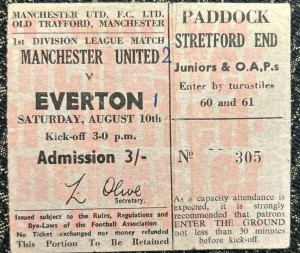 MANCHESTER UTD. F.C. LTD.
OLD TRAFFORD, MANCHESTER
1st DIVISION LEAGUE MATCH
MANCHESTER UNITED 2
v
EVERTON 1
SATURDAY, AUGUST 10th
Kick-off 3-0 p.m.
Admission 3/-
L Olive
Secretary.
Issued subject to the Rules, Regulations and
Bye-Laws of the Football Association
No Ticket exchanged nor money refunded
This Portion To Be Retained
PADDOCK
STRETFORD END
Juniors & O.A.P.s
Enter by turnstiles
60 and 61
No 305
As a capacity attendance is
expected, it is strongly
recommended that patrons
ENTER THE GROUND
not less than 30 minutes
before kick-off.